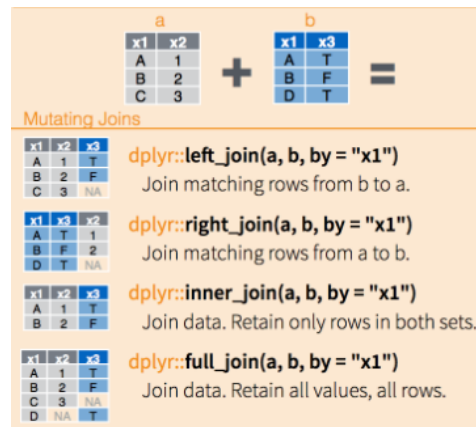 a b
x1 x2 x1 x3
A 1 A T
B 2 + B F =
C 3 D T
Mutating Joins
x1 x2 x3
A 1 T
B 2 F
C 3 NA
dplyr::left_join(a, b, by = "x1")
Join matching rows from b to a.
x1 x3 x2
A T 1
B F 2
D T NA
dplyr::right_join(a, b, by = "x1")
Join matching rows from a to b.
x1 x2 x3
A 1 T
B 2 F
dplyr::inner_join(a, b, by = "x1")
Join data. Retain only rows in both sets.
x1 x2 x3
A 1 T
B 2 F
C 3 NA
D NA T
dplyr::full_join(a, b, by = "x1")
Join data. Retain all values, all rows.